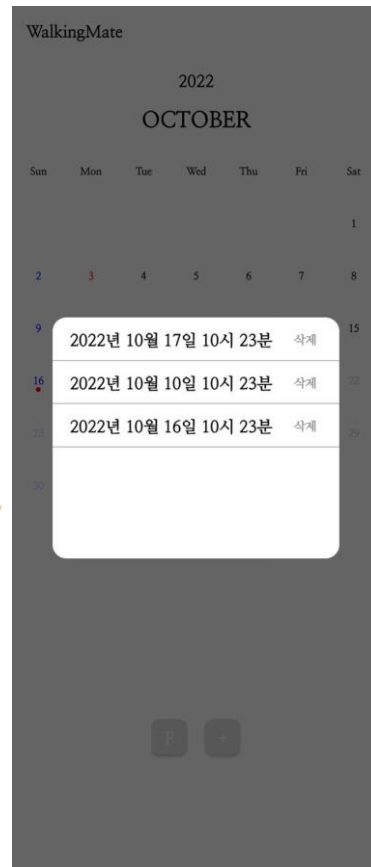 WalkingMate
2022
OCTOBER
Sun Mon Tue Wed Thu Fri Sat
1
2 3 4 5 6 7 8
9 15
2022년 10월 17일 10시 23분 삭제
16 2022년 10월 10일 10시 23분 삭제 22
23 2022년 10월 16일 10시 23분 삭제 29
30
F +